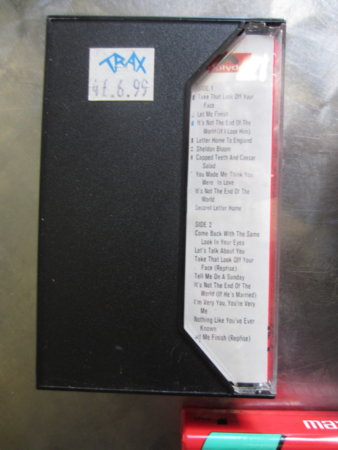 TRAX
£6.99
Polydor
SIDE 1
Take That Look Off Your
Face
Let Me Finish
It's Not The End Of The
World (If I Lose Him)
Letter Home To England
Sheldon Bloom
Capped Teeth And Caesar
Salad
You Made Me Think You
Were In Love
It's Not The End Of The
World
Second Letter Home
SIDE 2
Come Back With The Same
Look In Your Eyes
Let's Talk About You
Take That Look Off Your
Face (Reprise)
Tell Me On A Sunday
It's Not The End Of The
World (If He's Married)
I'm Very You, You're Very
Me
Nothing Like You've Ever
Known
Let Me Finish (Reprise)
max